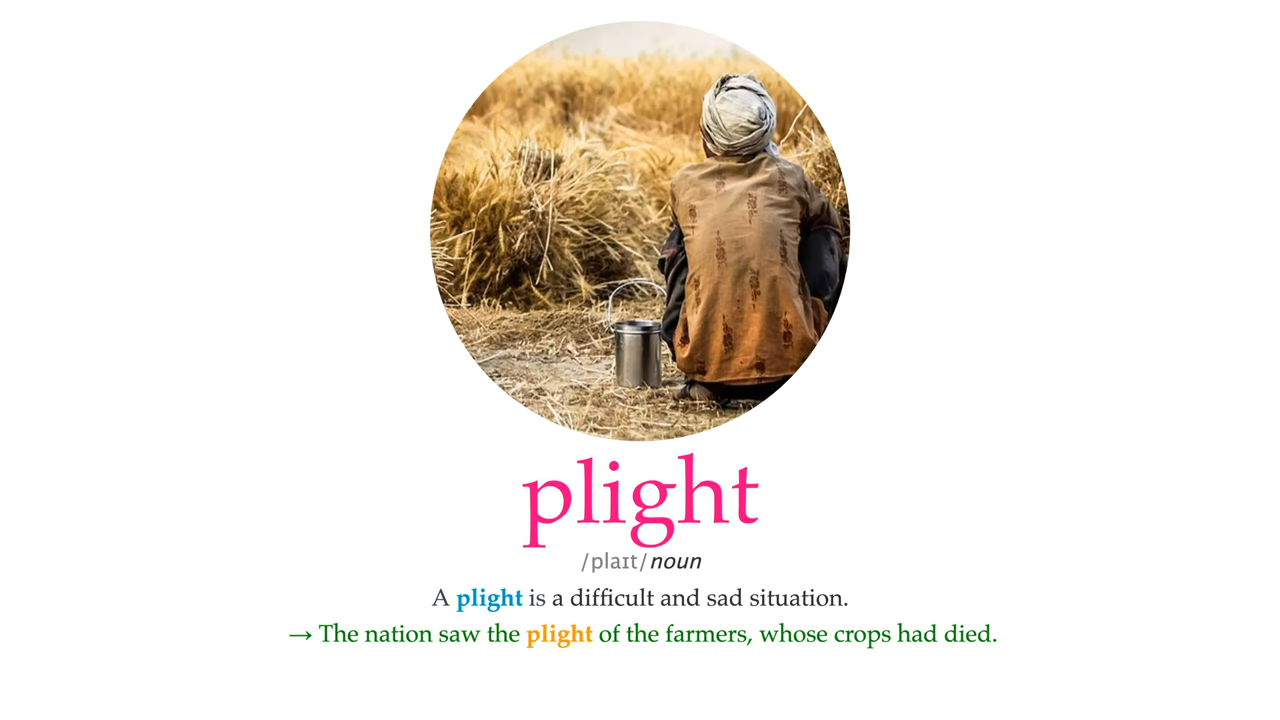 plight
/plaɪt/ noun
A plight is a difficult and sad situation.
→ The nation saw the plight of the farmers, whose crops had died.